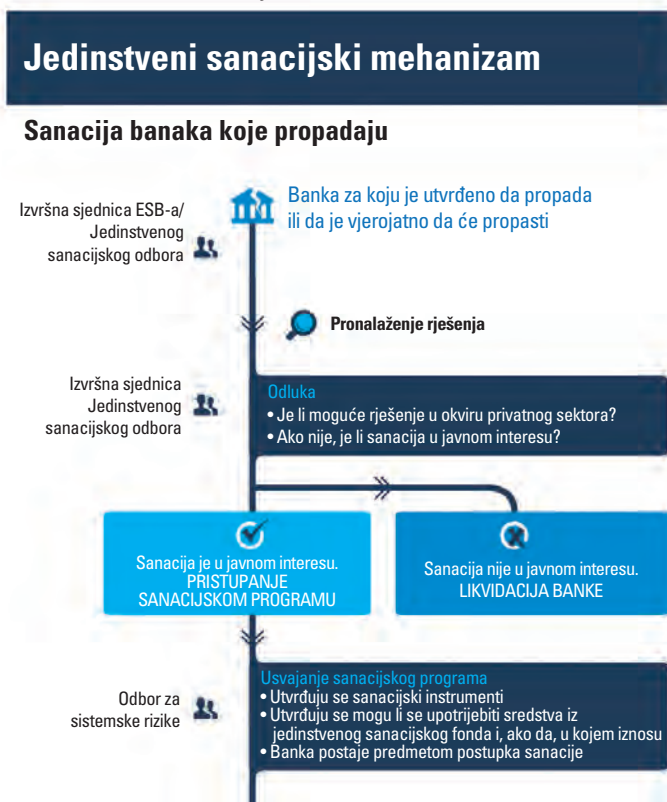 Jedinstveni sanacijski mehanizam
Sanacija banaka koje propadaju
Izvršna sjednica ESB-a/
Jedinstvenog
sanacijskog odbora
Banka za koju je utvrđeno da propada
ili da je vjerojatno da će propasti
Pronalaženje rješenja
Izvršna sjednica
Jedinstvenog
sanacijskog odbora
Odluka
• Je li moguće rješenje u okviru privatnog sektora?
• Ako nije, je li sanacija u javnom interesu?
Sanacija je u javnom interesu.
PRISTUPANJE
SANACIJSKOM PROGRAMU
Sanacija nije u javnom interesu.
LIKVIDACIJA BANKE
Odbor za
sistemske rizike
Usvajanje sanacijskog programa
• Utvrđuju se sanacijski instrumenti
• Utvrđuju se mogu li se upotrijebiti sredstva iz
jedinstvenog sanacijskog fonda i, ako da, u kojem iznosu
• Banka postaje predmetom postupka sanacije